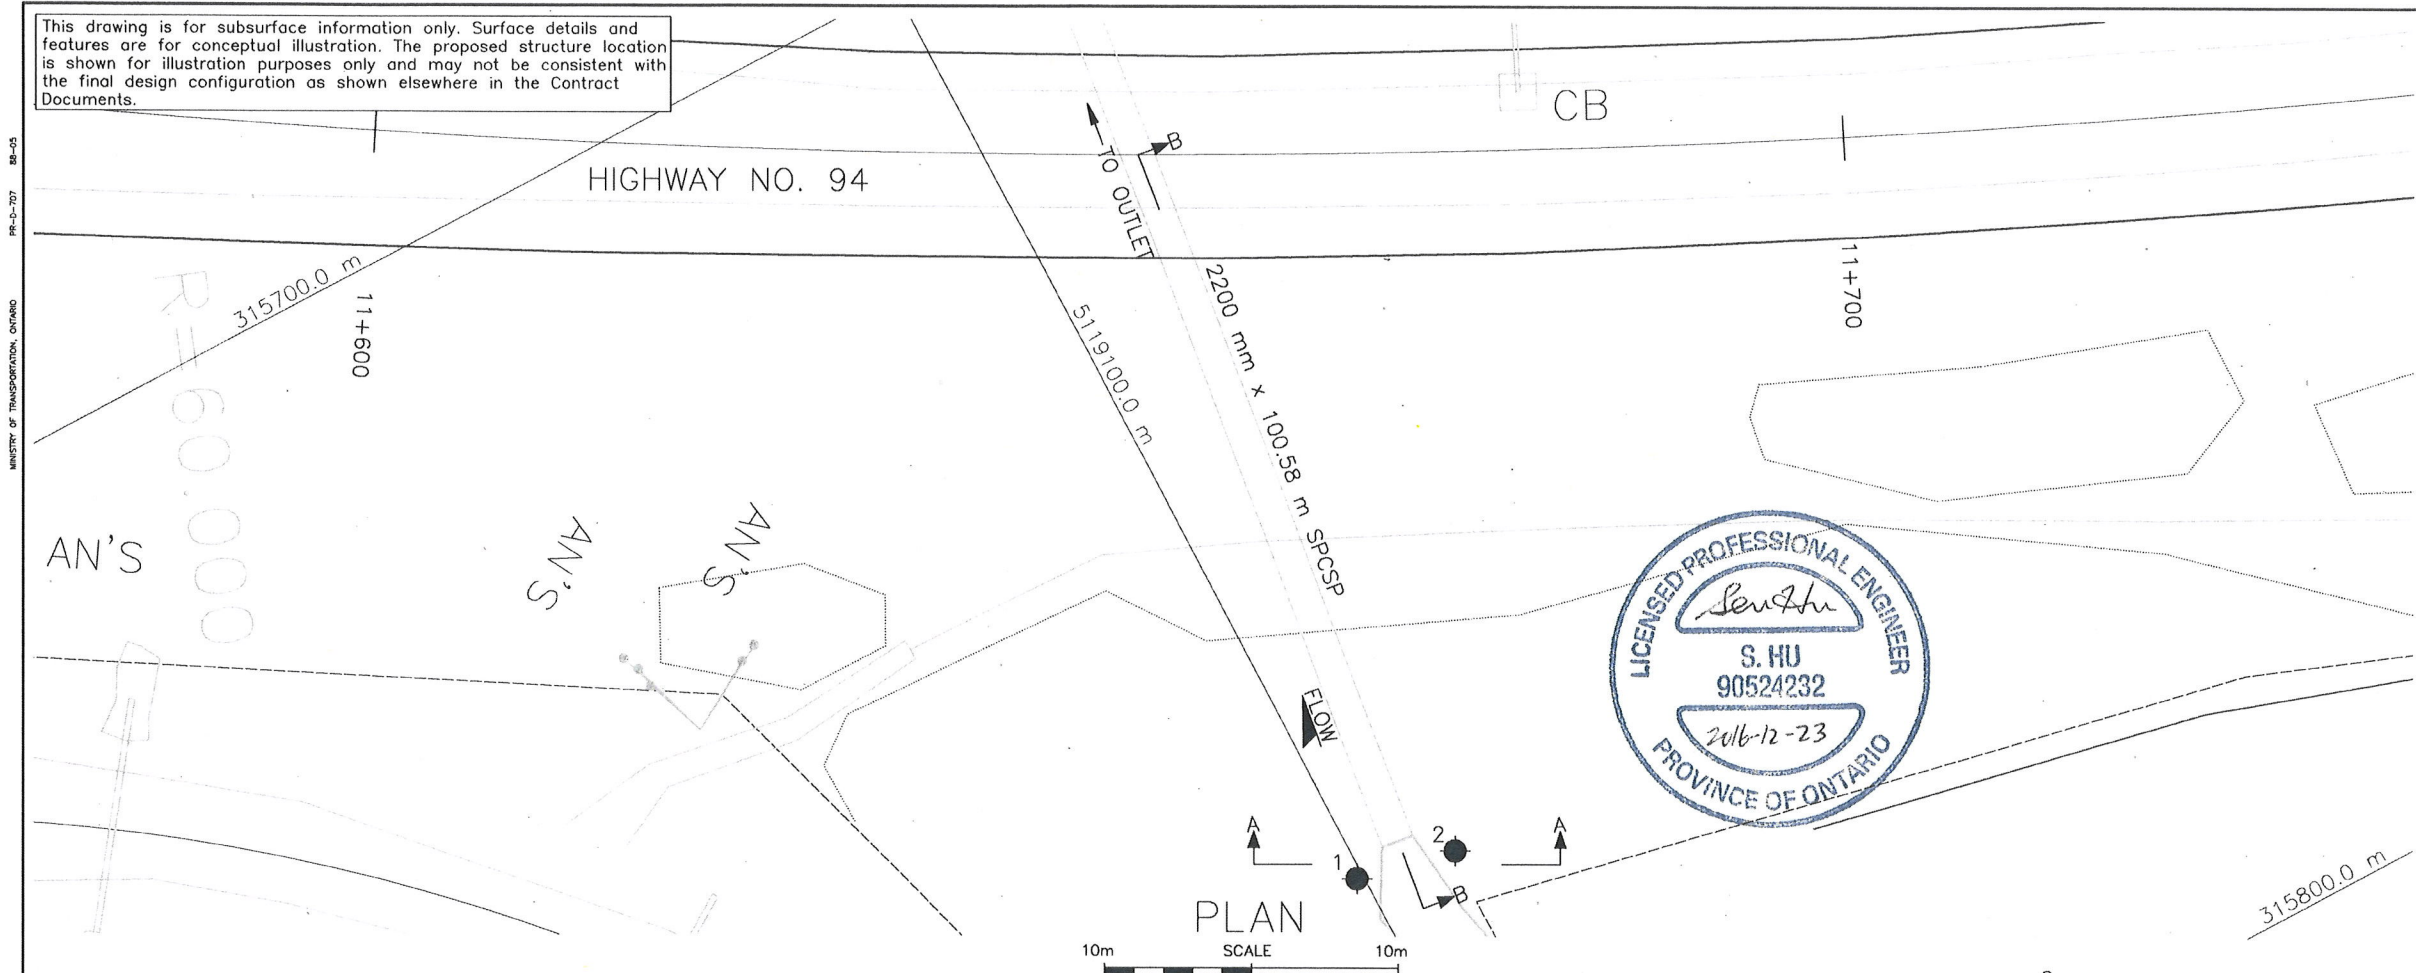 This drawing is for subsurface information only. Surface details and
features are for conceptual illustration. The proposed structure location
is shown for illustration purposes only and may not be consistent with
the final design configuration as shown elsewhere in the Contract
Documents.
MINISTRY OF TRANSPORTATION, ONTARIO PR-D-707 88-05
CB
B
TO OUTLET
HIGHWAY NO. 94
315700.0 m
11+600
11+700
R=60.000
5119100.0 m
2200 mm x 100.58 m SPCSP
AN'S
AN'S
AN'S
LICENSED PROFESSIONAL ENGINEER
S. HU
90524232
2016-12-23
PROVINCE OF ONTARIO
FLOW
A
A
1
2
B
315800.0 m
PLAN
10m SCALE 10m